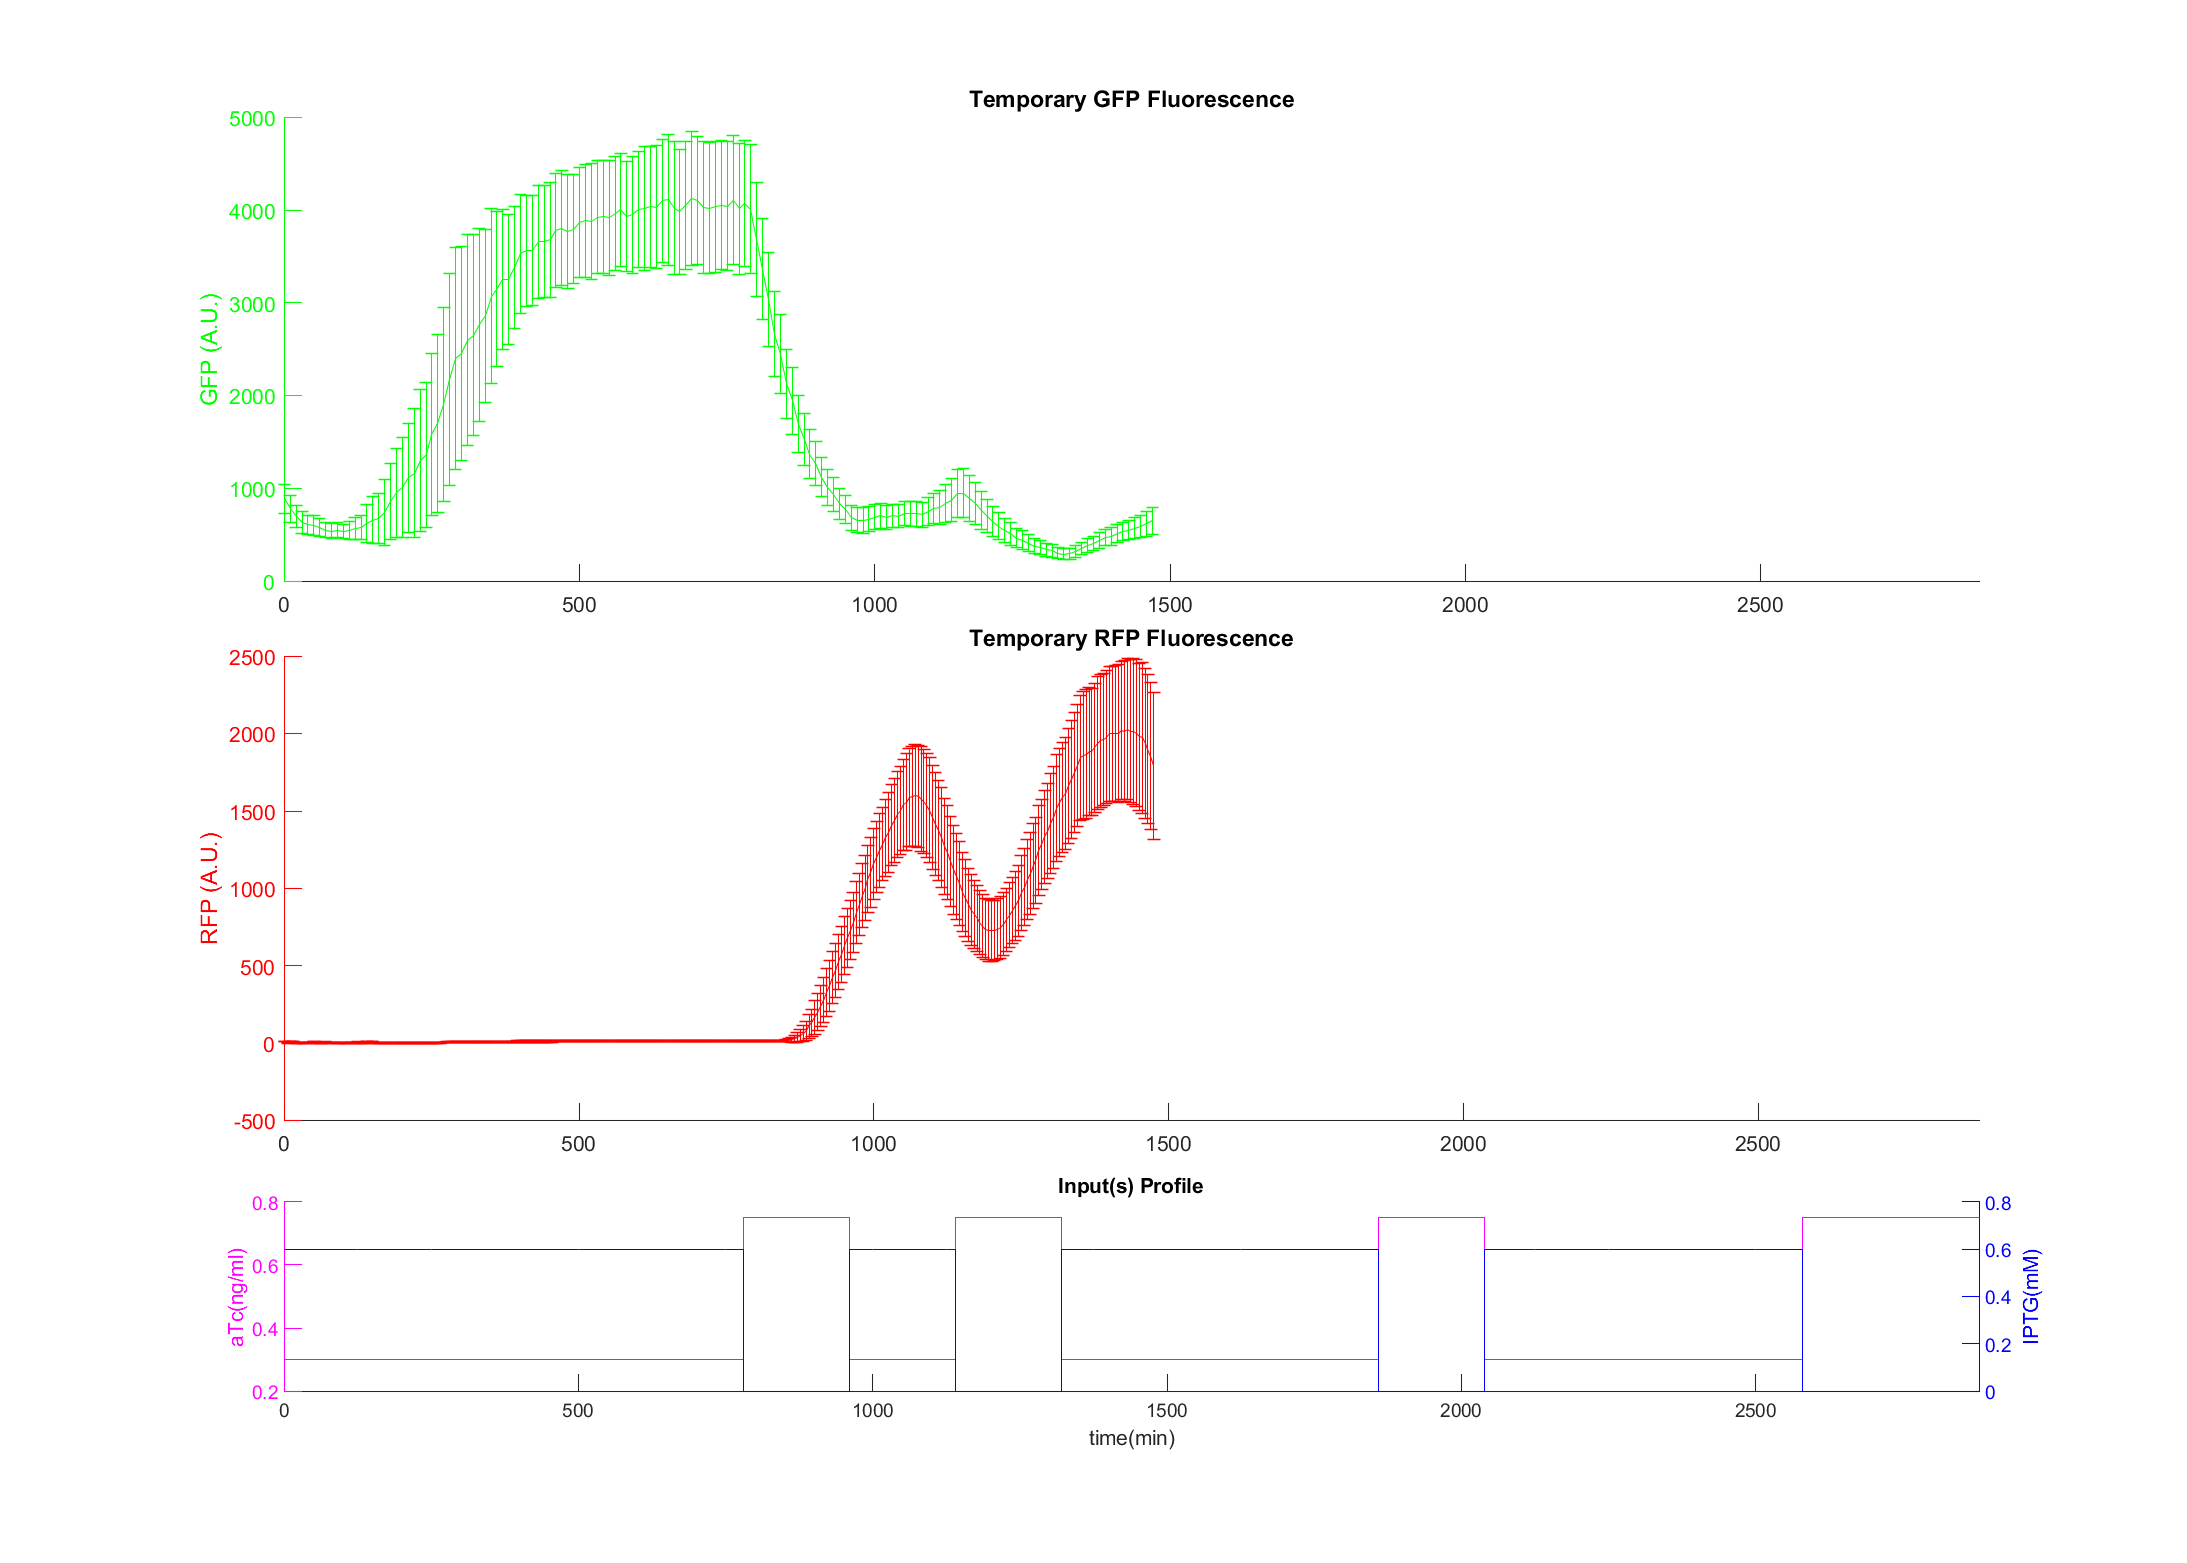 Temporary GFP Fluorescence
5000
4000
3000
2000
1000
0
GFP (A.U.)
0 500 1000 1500 2000 2500
Temporary RFP Fluorescence
2500
2000
1500
1000
500
0
-500
RFP (A.U.)
0 500 1000 1500 2000 2500
Input(s) Profile
0.8
0.6
0.4
0.2
aTc(ng/ml)
0.8
0.6
0.4
0.2
0
IPTG(mM)
0 500 1000 1500 2000 2500
time(min)